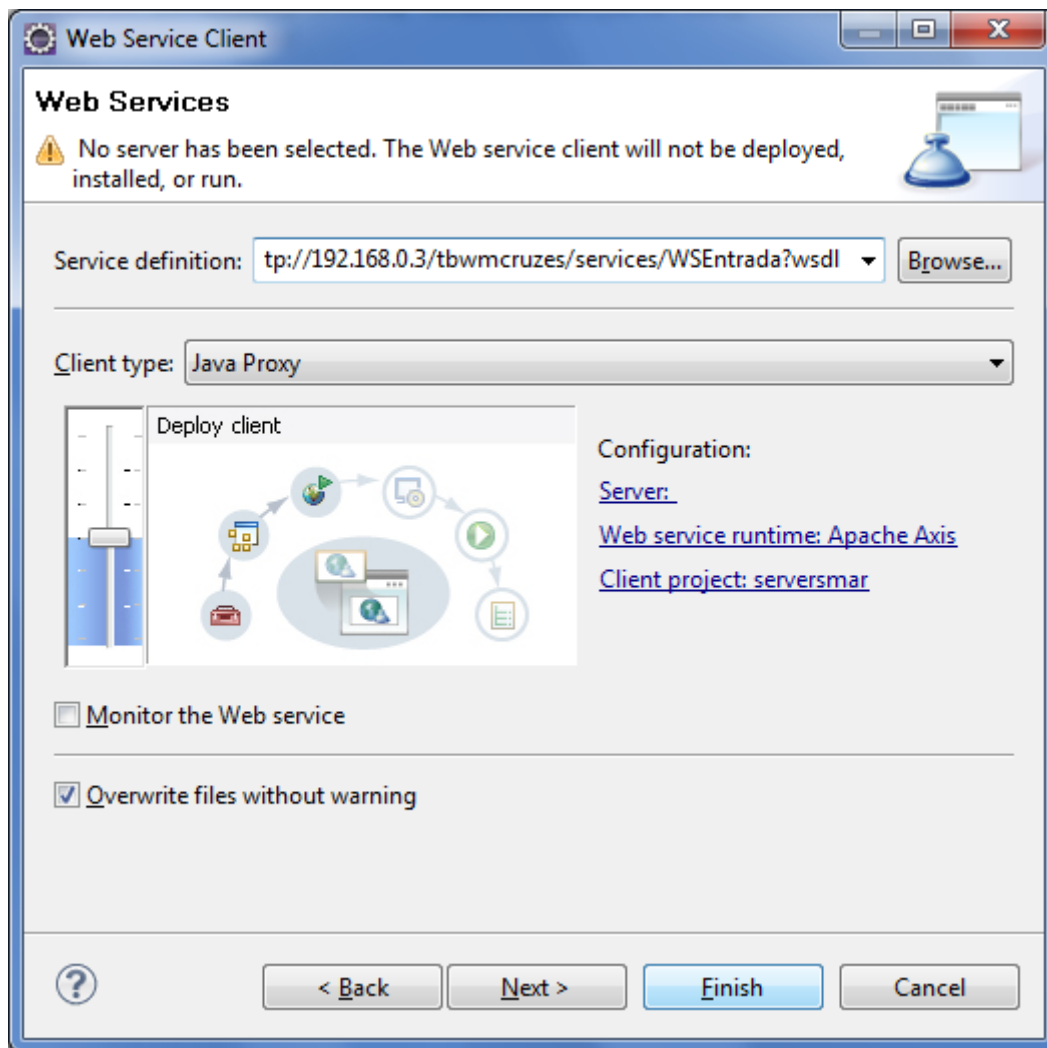 Web Service Client
Web Services
No server has been selected. The Web service client will not be deployed,
installed, or run.
Service definition: tp://192.168.0.3/tbwmcruzes/services/WSEntrada?wsdl Browse...
Client type: Java Proxy
Deploy client
Configuration:
Server:
Web service runtime: Apache Axis
Client project: serversmar
Monitor the Web service
Overwrite files without warning
? < Back Next > Finish Cancel